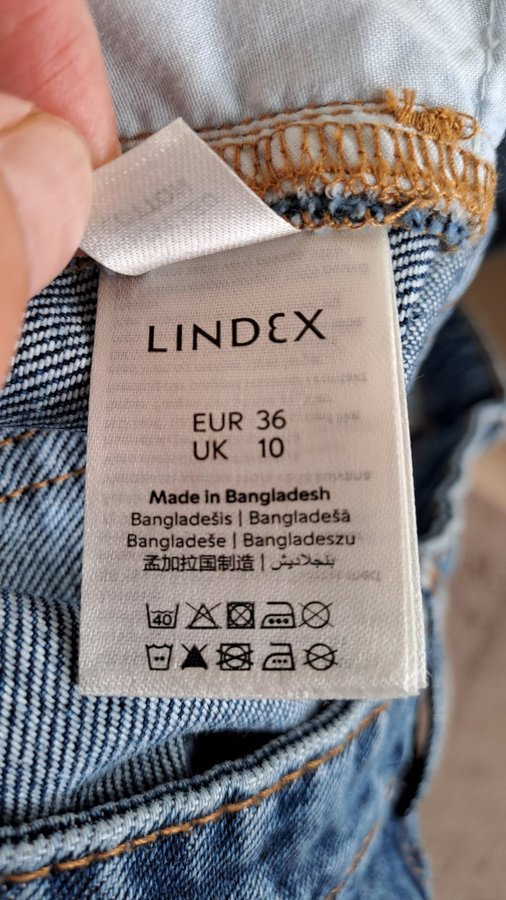 LINDEX
EUR 36
UK 10
Made in Bangladesh
Bangladešis | Bangladešā
Bangladeše | Bangladeszu
孟加拉国制造 | بنجلاديش
40